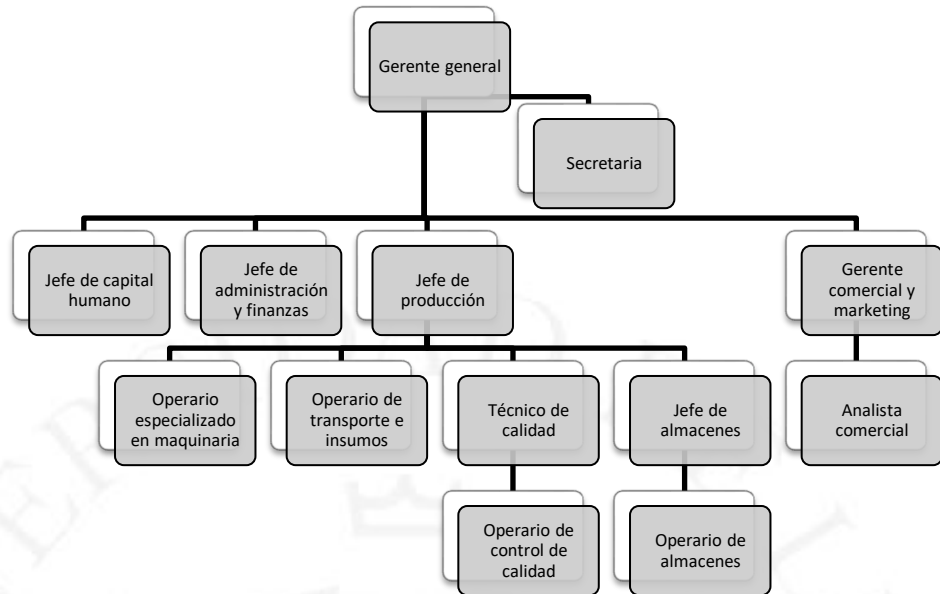 Gerente general
Secretaria
Jefe de capital
humano
Jefe de
administración
y finanzas
Jefe de
producción
Gerente
comercial y
marketing
Operario
especializado
en maquinaria
Operario de
transporte e
insumos
Técnico de
calidad
Jefe de
almacenes
Analista
comercial
Operario de
control de
calidad
Operario de
almacenes